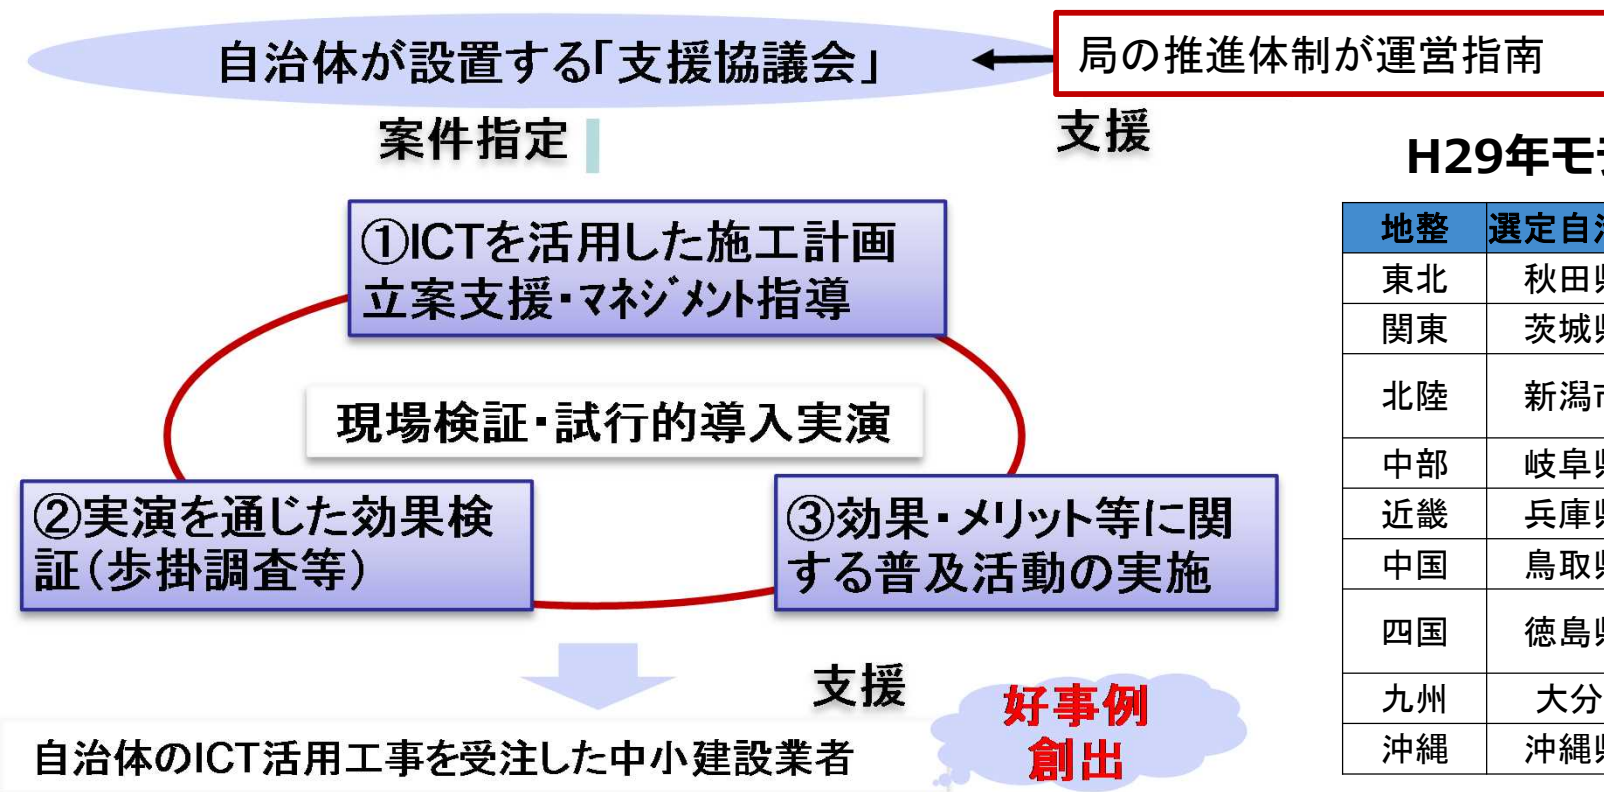 自治体が設置する「支援協議会」
局の推進体制が運営指南
案件指定
支援
①ICTを活用した施工計画
立案支援・マネジメント指導
現場検証・試行的導入実演
②実演を通じた効果検
証(歩掛調査等)
③効果・メリット等に関
する普及活動の実施
支援
好事例
創出
自治体のICT活用工事を受注した中小建設業者
H29年モ
地整 選定自治
東北 秋田県
関東 茨城県
北陸 新潟市
中部 岐阜県
近畿 兵庫県
中国 鳥取県
四国 徳島県
九州 大分
沖縄 沖縄県